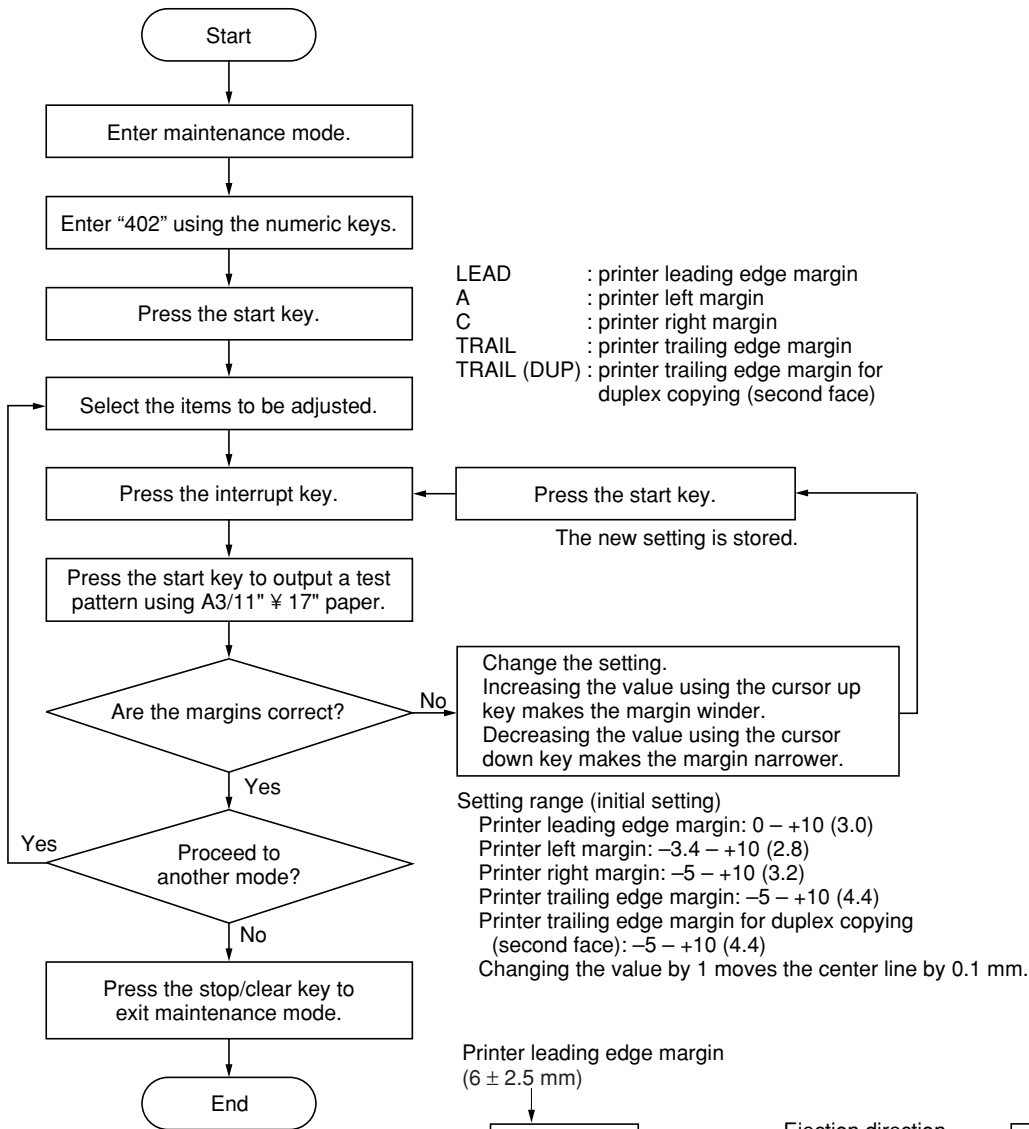 Start
Enter maintenance mode.
Enter “402” using the numeric keys.
Press the start key.
LEAD : printer leading edge margin
A : printer left margin
C : printer right margin
TRAIL : printer trailing edge margin
TRAIL (DUP) : printer trailing edge margin for
duplex copying (second face)
Select the items to be adjusted.
Press the interrupt key.
Press the start key.
The new setting is stored.
Press the start key to output a test
pattern using A3/11" ¥ 17" paper.
Are the margins correct?
No
Change the setting.
Increasing the value using the cursor up
key makes the margin winder.
Decreasing the value using the cursor
down key makes the margin narrower.
Yes
Setting range (initial setting)
Printer leading edge margin: 0 – +10 (3.0)
Printer left margin: –3.4 – +10 (2.8)
Printer right margin: –5 – +10 (3.2)
Printer trailing edge margin: –5 – +10 (4.4)
Printer trailing edge margin for duplex copying
(second face): –5 – +10 (4.4)
Changing the value by 1 moves the center line by 0.1 mm.
Yes
Proceed to
another mode?
No
Press the stop/clear key to
exit maintenance mode.
End
Printer leading edge margin
(6 ± 2.5 mm)
Ejection direction